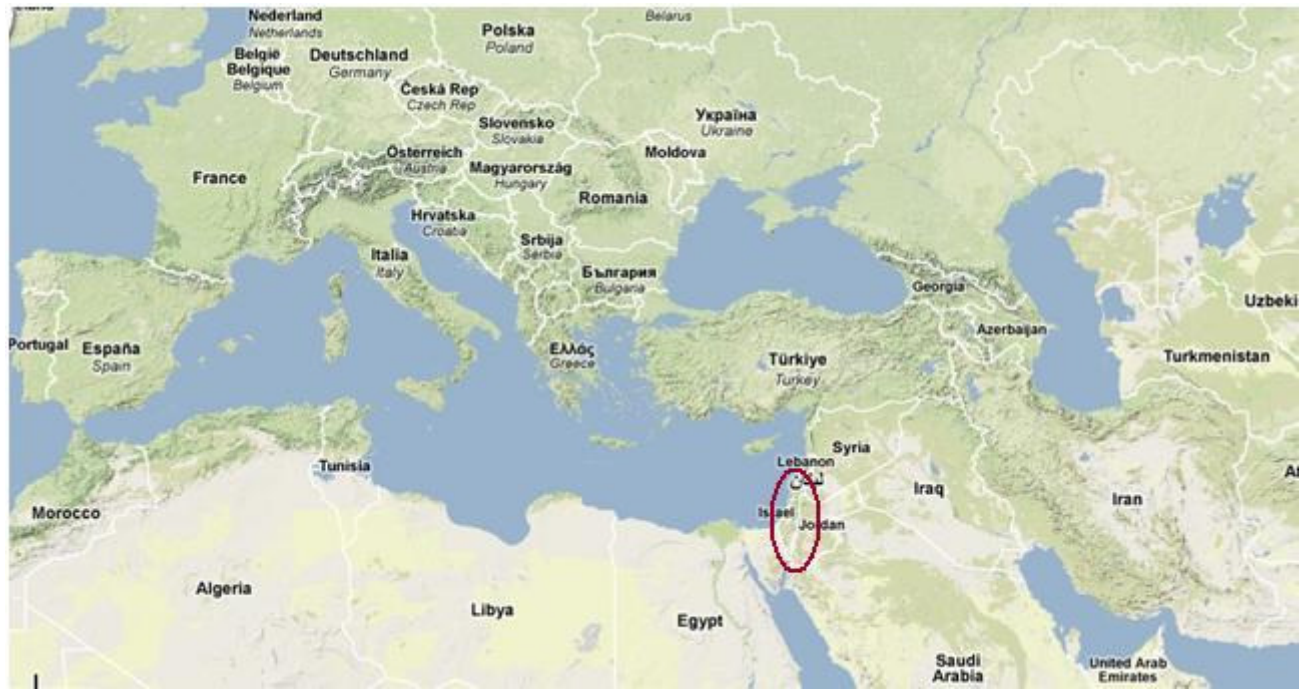 Nederland
Netherlands
Belarus
Polska
Poland
België
Belgique
Belgium
Deutschland
Germany
Česká Rep
Czech Rep
Україна
Ukraine
Slovensko
Slovakia
Österreich
Austria
Moldova
Magyarország
Hungary
France
Romania
Hrvatska
Croatia
Srbija
Serbia
Italia
Italy
България
Bulgaria
Georgia
Uzbeki
Azerbaijan
Portugal
España
Spain
Ελλάς
Greece
Türkiye
Turkey
Turkmenistan
Syria
Lebanon
لبنان
Tunisia
Iraq
Iran
Af
Morocco
Israel
Jordan
Algeria
Libya
Egypt
Saudi
Arabia
United Arab
Emirates